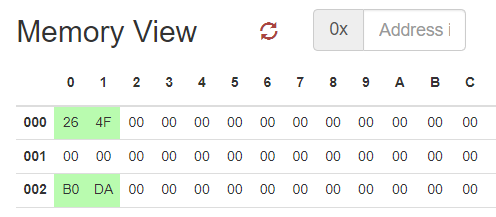 Memory View 0x Address i
0 1 2 3 4 5 6 7 8 9 A B C
000 26 4F 00 00 00 00 00 00 00 00 00 00 00
001 00 00 00 00 00 00 00 00 00 00 00 00 00
002 B0 DA 00 00 00 00 00 00 00 00 00 00 00